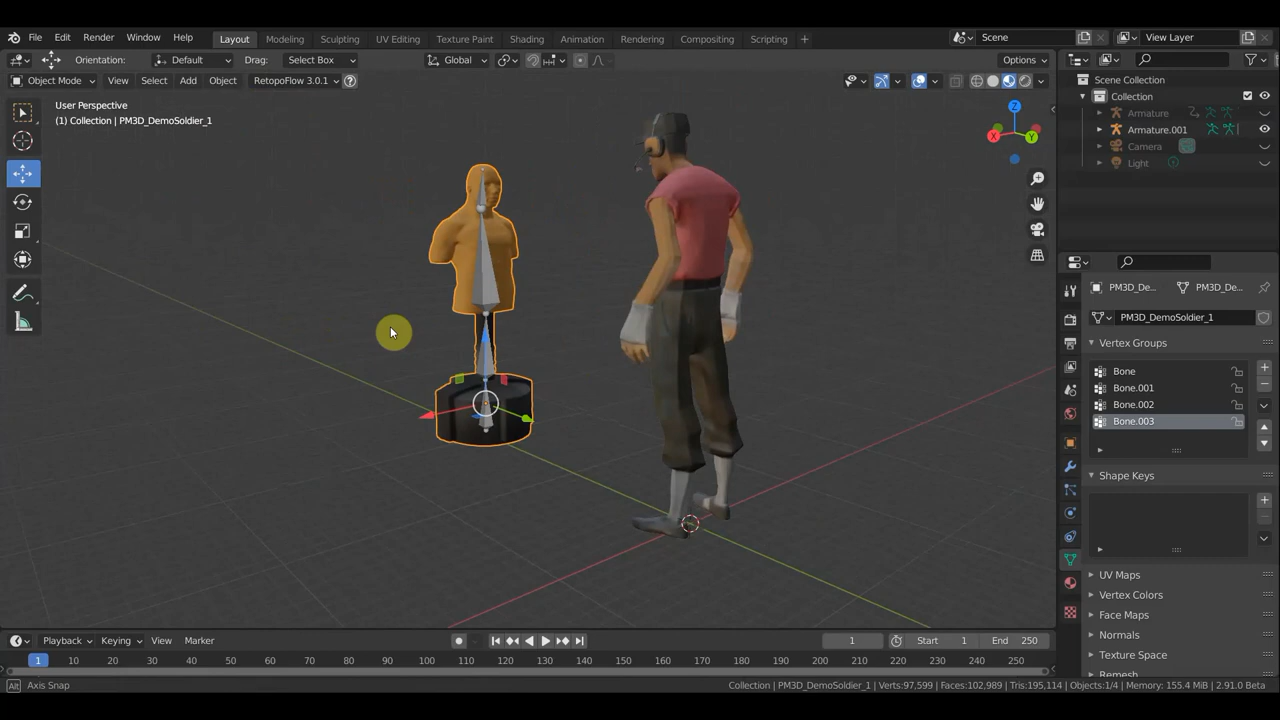 File Edit Render Window Help Layout Modeling Sculpting UV Editing Texture Paint Shading Animation Rendering Compositing Scripting + Scene View Layer
Orientation: Default Drag: Select Box Global Options
Object Mode View Select Add Object RetopoFlow 3.0.1
User Perspective
(1) Collection | PM3D_DemoSoldier_1
X
Y
Z
Scene Collection
Collection
Armature
Armature.001
Camera
Light
PM3D_De... PM3D_De...
PM3D_DemoSoldier_1
Vertex Groups
Bone
Bone.001
Bone.002
Bone.003
Shape Keys
UV Maps
Vertex Colors
Face Maps
Normals
Texture Space
Remesh
Playback Keying View Marker 1 Start 1 End 250
1 10 20 30 40 50 60 70 80 90 100 110 120 130 140 150 160 170 180 190 200 210 220 230 240 250
Alt Axis Snap Collection | PM3D_DemoSoldier_1 | Verts:97,599 | Faces:102,989 | Tris:195,114 | Objects:1/4 | Memory: 155.4 MiB | 2.91.0 Beta